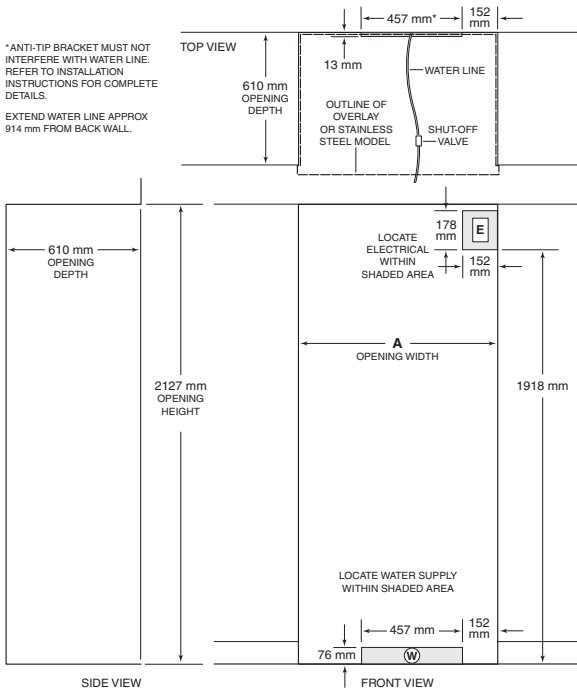 *ANTI-TIP BRACKET MUST NOT
INTERFERE WITH WATER LINE.
REFER TO INSTALLATION
INSTRUCTIONS FOR COMPLETE
DETAILS.
EXTEND WATER LINE APPROX
914 mm FROM BACK WALL.
TOP VIEW
457 mm*
152
mm
13 mm
610 mm
OPENING
DEPTH
WATER LINE
OUTLINE OF
OVERLAY
OR STAINLESS
STEEL MODEL
SHUT-OFF
VALVE
610 mm
OPENING
DEPTH
178
mm
E
LOCATE
ELECTRICAL
WITHIN
SHADED AREA
152
mm
A
OPENING WIDTH
2127 mm
OPENING
HEIGHT
1918 mm
LOCATE WATER SUPPLY
WITHIN SHADED AREA
457 mm
152
mm
76 mm
W
SIDE VIEW
FRONT VIEW